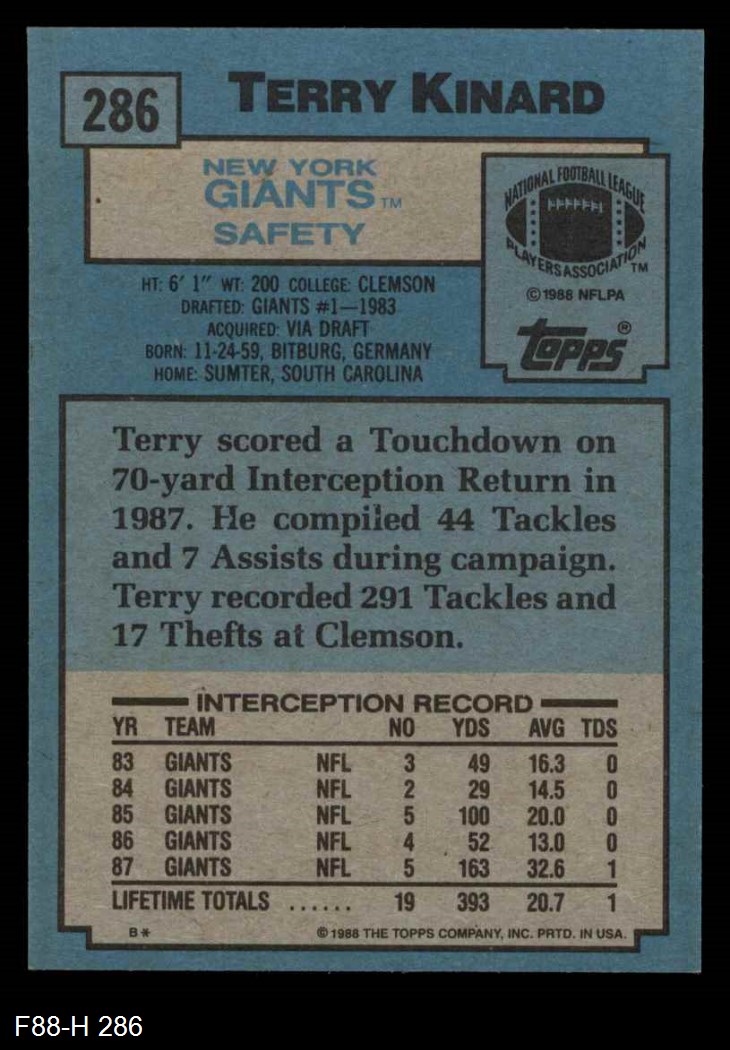 286
TERRY KINARD
NEW YORK
GIANTS TM
SAFETY
NATIONAL FOOTBALL LEAGUE
PLAYERS ASSOCIATION TM
© 1988 NFLPA
topps®
HT: 6' 1" WT: 200 COLLEGE: CLEMSON
DRAFTED: GIANTS #1—1983
ACQUIRED: VIA DRAFT
BORN: 11-24-59, BITBURG, GERMANY
HOME: SUMTER, SOUTH CAROLINA
Terry scored a Touchdown on
70-yard Interception Return in
1987. He compiled 44 Tackles
and 7 Assists during campaign.
Terry recorded 291 Tackles and
17 Thefts at Clemson.
INTERCEPTION RECORD
YR TEAM NO YDS AVG TDS
83 GIANTS NFL 3 49 16.3 0
84 GIANTS NFL 2 29 14.5 0
85 GIANTS NFL 5 100 20.0 0
86 GIANTS NFL 4 52 13.0 0
87 GIANTS NFL 5 163 32.6 1
LIFETIME TOTALS ...... 19 393 20.7 1
B* © 1988 THE TOPPS COMPANY, INC. PRTD. IN USA.
F88-H 286